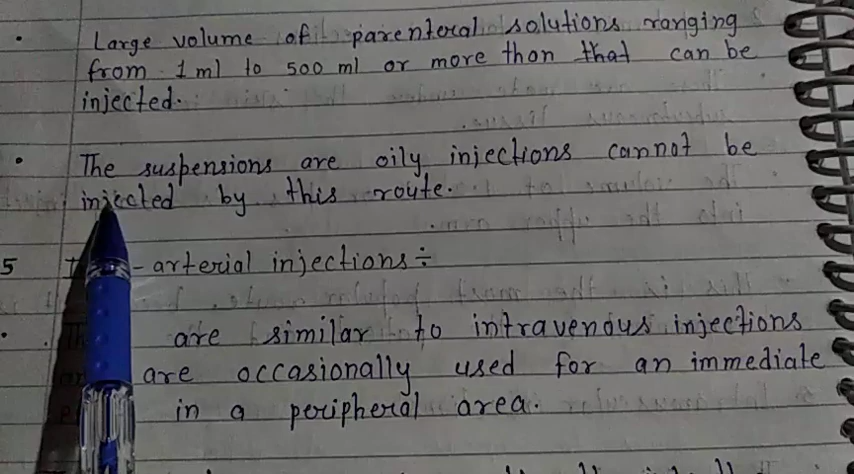 Large volume of parenteral solutions ranging
from 1 ml to 500 ml or more than that can be
injected.
The suspensions are oily injections cannot be
injected by this route.
5 - arterial injections ÷
are similar to intravenous injections
are occasionally used for an immediate
in a peripheral area.